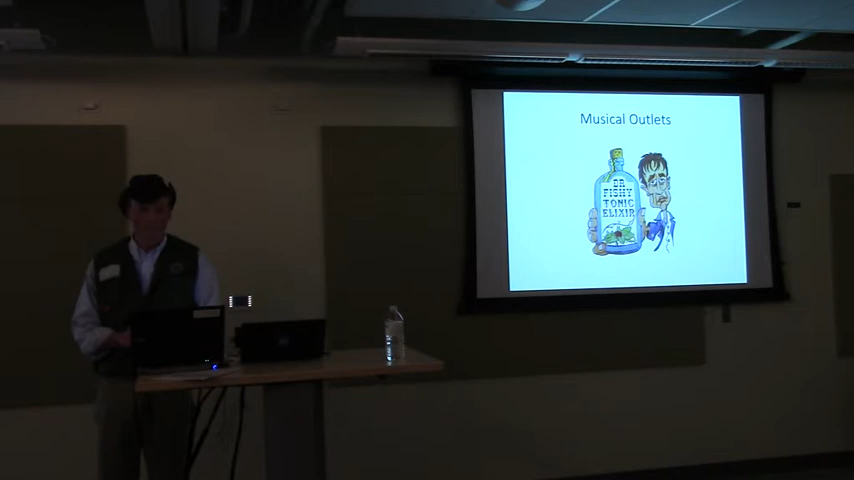 Musical Outlets
DR
FISHY
TONIC
ELIXIR